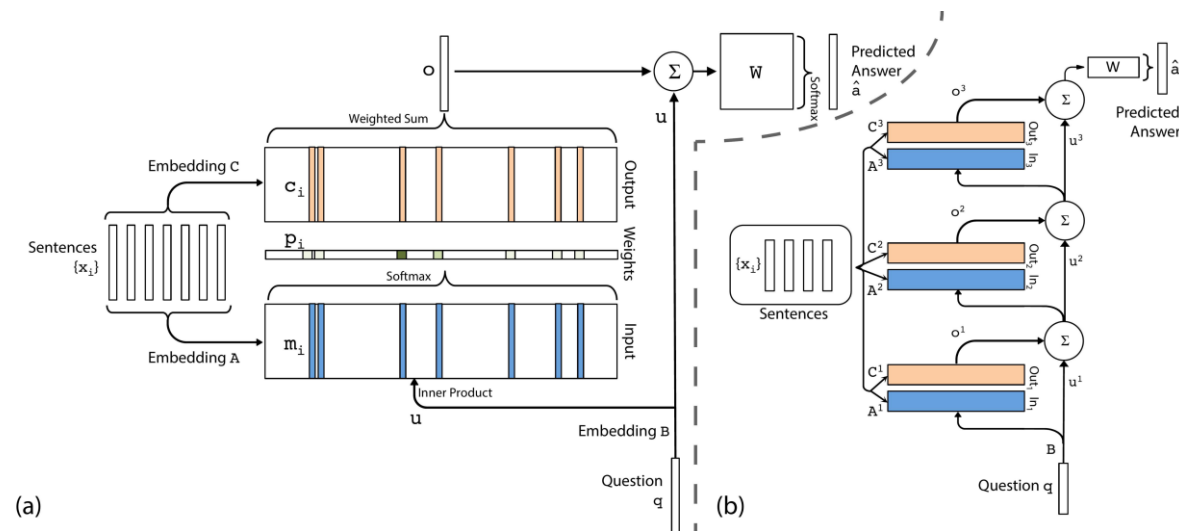 o
Σ
W
Softmax
Predicted
Answer
â
u
Weighted Sum
Embedding C
c_i
Output
Sentences
{x_i}
p_i
Weights
Softmax
m_i
Input
Embedding A
Inner Product
u
Embedding B
Question
q
(a)
W
â
Predicted
Answer
Σ
o³
C³
Out₃
A³
In₃
u³
Σ
o²
C²
Out₂
A²
In₂
u²
{x_i}
Sentences
Σ
o¹
C¹
Out₁
A¹
In₁
u¹
B
Question q
(b)